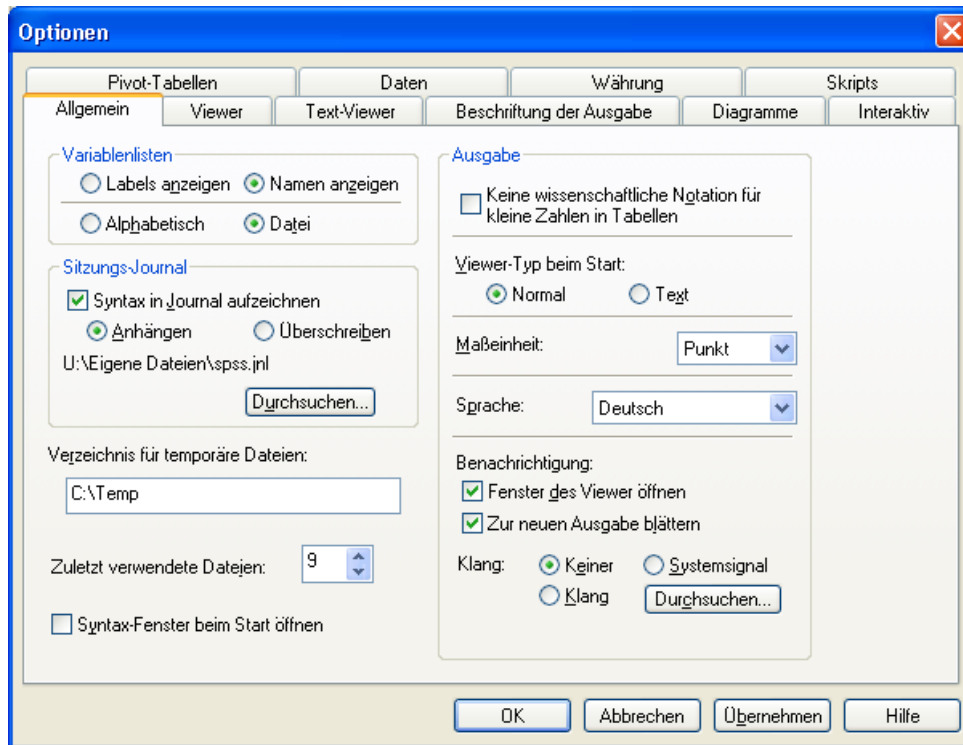 Optionen
Pivot-Tabellen Daten Währung Skripts
Allgemein Viewer Text-Viewer Beschriftung der Ausgabe Diagramme Interaktiv
Variablenlisten
Labels anzeigen Namen anzeigen
Alphabetisch Datei
Sitzungs-Journal
Syntax in Journal aufzeichnen
Anhängen Überschreiben
U:\Eigene Dateien\spss.jnl
Durchsuchen...
Verzeichnis für temporäre Dateien:
C:\Temp
Zuletzt verwendete Dateien:
9
Syntax-Fenster beim Start öffnen
Ausgabe
Keine wissenschaftliche Notation für
kleine Zahlen in Tabellen
Viewer-Typ beim Start:
Normal Text
Maßeinheit: Punkt
Sprache: Deutsch
Benachrichtigung:
Fenster des Viewer öffnen
Zur neuen Ausgabe blättern
Klang: Keiner Systemsignal
Klang Durchsuchen...
OK Abbrechen Übernehmen Hilfe